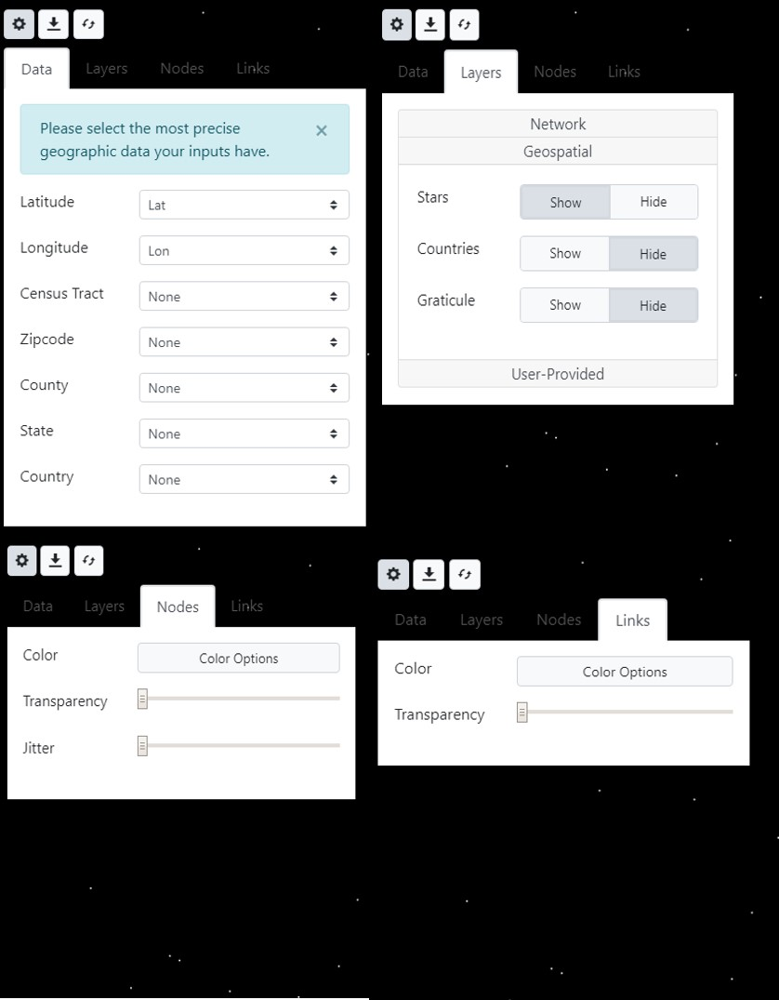 Data Layers Nodes Links
Please select the most precise
geographic data your inputs have.
Latitude Lat
Longitude Lon
Census Tract None
Zipcode None
County None
State None
Country None
Data Layers Nodes Links
Network
Geospatial
Stars Show Hide
Countries Show Hide
Graticule Show Hide
User-Provided
Data Layers Nodes Links
Color Color Options
Transparency
Jitter
Data Layers Nodes Links
Color Color Options
Transparency